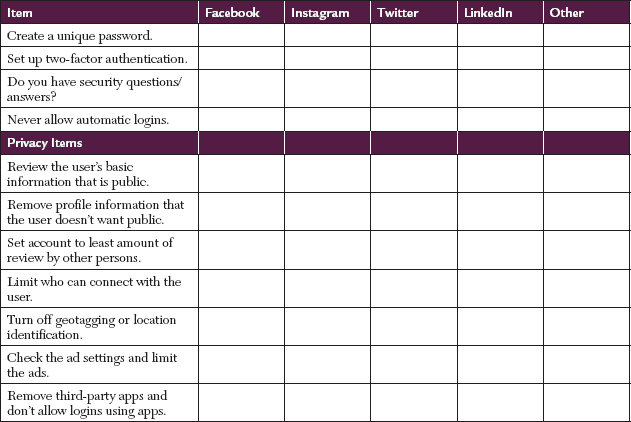 Item Facebook Instagram Twitter LinkedIn Other
Create a unique password.
Set up two-factor authentication.
Do you have security questions/
answers?
Never allow automatic logins.
Privacy Items
Review the user's basic
information that is public.
Remove profile information that
the user doesn't want public.
Set account to least amount of
review by other persons.
Limit who can connect with the
user.
Turn off geotagging or location
identification.
Check the ad settings and limit
the ads.
Remove third-party apps and
don't allow logins using apps.